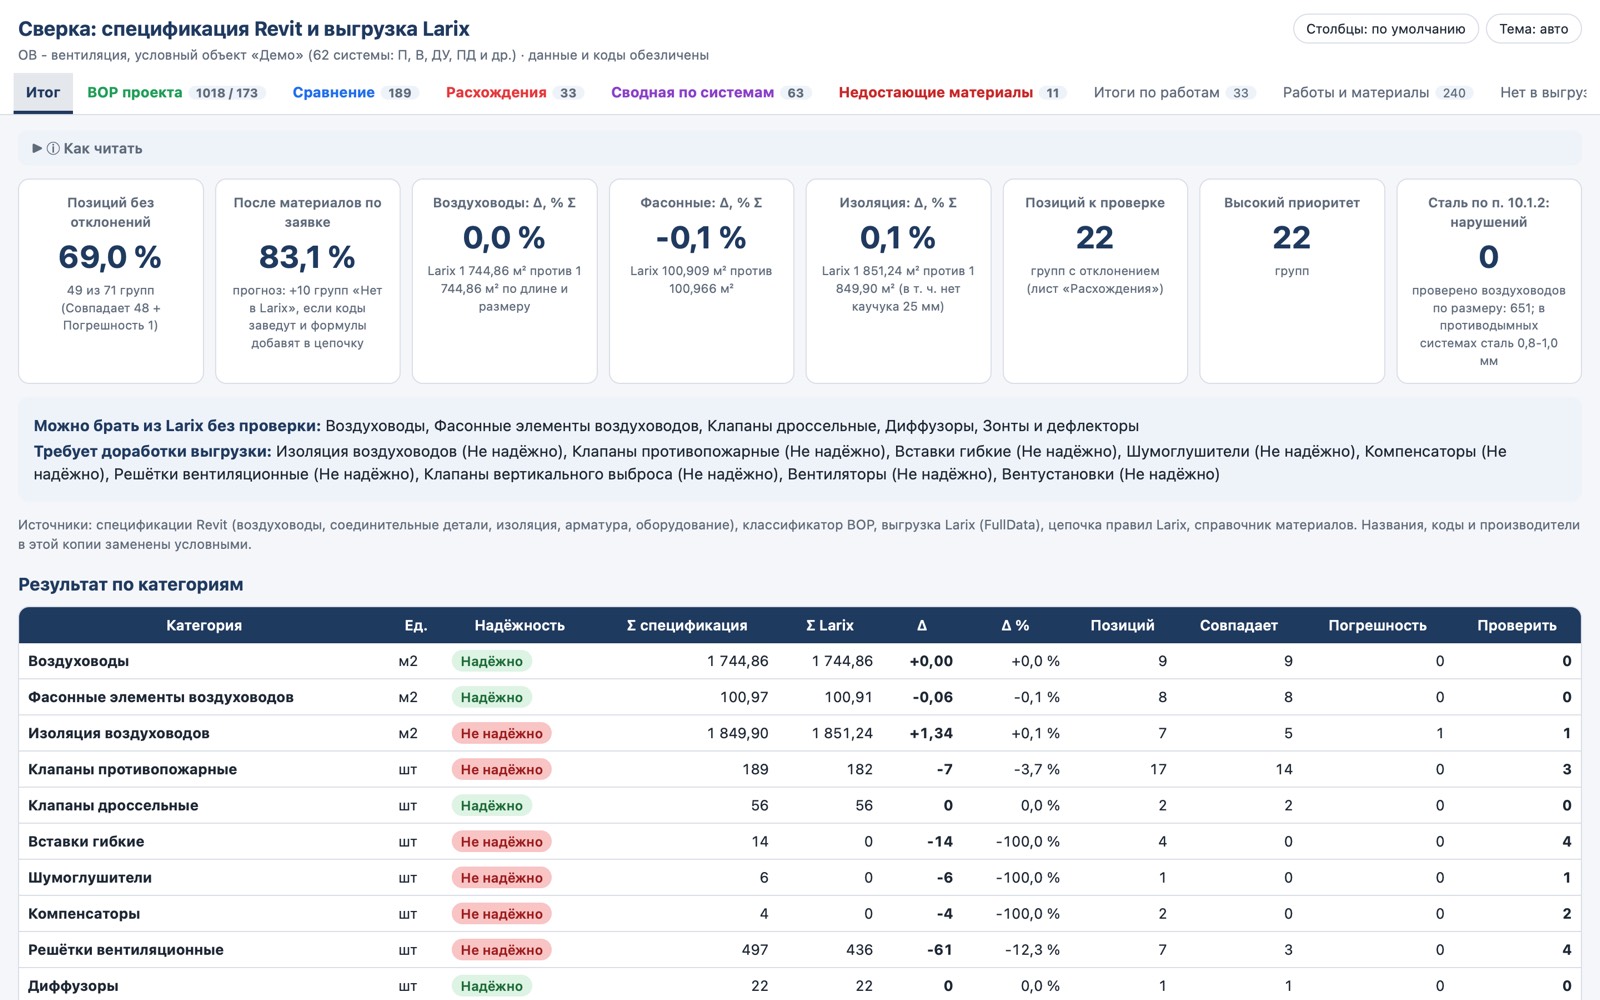 Сверка: спецификация Revit и выгрузка Larix
Столбцы: по умолчанию
Тема: авто
ОВ - вентиляция, условный объект «Демо» (62 системы: П, В, ДУ, ПД и др.) · данные и коды обезличены
Итог ВОР проекта 1018 / 173 Сравнение 189 Расхождения 33 Сводная по системам 63 Недостающие материалы 11 Итоги по работам 33 Работы и материалы 240 Нет в выгруз
▶ ⓘ Как читать
Позиций без
отклонений
69,0 %
49 из 71 групп
(Совпадает 48 +
Погрешность 1)
После материалов по
заявке
83,1 %
прогноз: +10 групп «Нет
в Larix», если коды
заведут и формулы
добавят в цепочку
Воздуховоды: Δ, % Σ
0,0 %
Larix 1 744,86 м² против 1
744,86 м² по длине и
размеру
Фасонные: Δ, % Σ
-0,1 %
Larix 100,909 м² против
100,966 м²
Изоляция: Δ, % Σ
0,1 %
Larix 1 851,24 м² против 1
849,90 м² (в т. ч. нет
каучука 25 мм)
Позиций к проверке
22
групп с отклонением
(лист «Расхождения»)
Высокий приоритет
22
групп
Сталь по п. 10.1.2:
нарушений
0
проверено воздуховодов
по размеру: 651; в
противодымных
системах сталь 0,8-1,0
мм
Можно брать из Larix без проверки: Воздуховоды, Фасонные элементы воздуховодов, Клапаны дроссельные, Диффузоры, Зонты и дефлекторы
Требует доработки выгрузки: Изоляция воздуховодов (Не надёжно), Клапаны противопожарные (Не надёжно), Вставки гибкие (Не надёжно), Шумоглушители (Не надёжно), Компенсаторы (Не
надёжно), Решётки вентиляционные (Не надёжно), Клапаны вертикального выброса (Не надёжно), Вентиляторы (Не надёжно), Вентустановки (Не надёжно)
Источники: спецификации Revit (воздуховоды, соединительные детали, изоляция, арматура, оборудование), классификатор ВОР, выгрузка Larix (FullData), цепочка правил Larix, справочник материалов. Названия, коды и производители
в этой копии заменены условными.
Результат по категориям
Категория Ед. Надёжность Σ спецификация Σ Larix Δ Δ % Позиций Совпадает Погрешность Проверить
Воздуховоды м2 Надёжно 1 744,86 1 744,86 +0,00 +0,0 % 9 9 0 0
Фасонные элементы воздуховодов м2 Надёжно 100,97 100,91 -0,06 -0,1 % 8 8 0 0
Изоляция воздуховодов м2 Не надёжно 1 849,90 1 851,24 +1,34 +0,1 % 7 5 1 1
Клапаны противопожарные шт Не надёжно 189 182 -7 -3,7 % 17 14 0 3
Клапаны дроссельные шт Надёжно 56 56 0 0,0 % 2 2 0 0
Вставки гибкие шт Не надёжно 14 0 -14 -100,0 % 4 0 0 4
Шумоглушители шт Не надёжно 6 0 -6 -100,0 % 1 0 0 1
Компенсаторы шт Не надёжно 4 0 -4 -100,0 % 2 0 0 2
Решётки вентиляционные шт Не надёжно 497 436 -61 -12,3 % 7 3 0 4
Диффузоры шт Надёжно 22 22 0 0,0 % 1 1 0 0